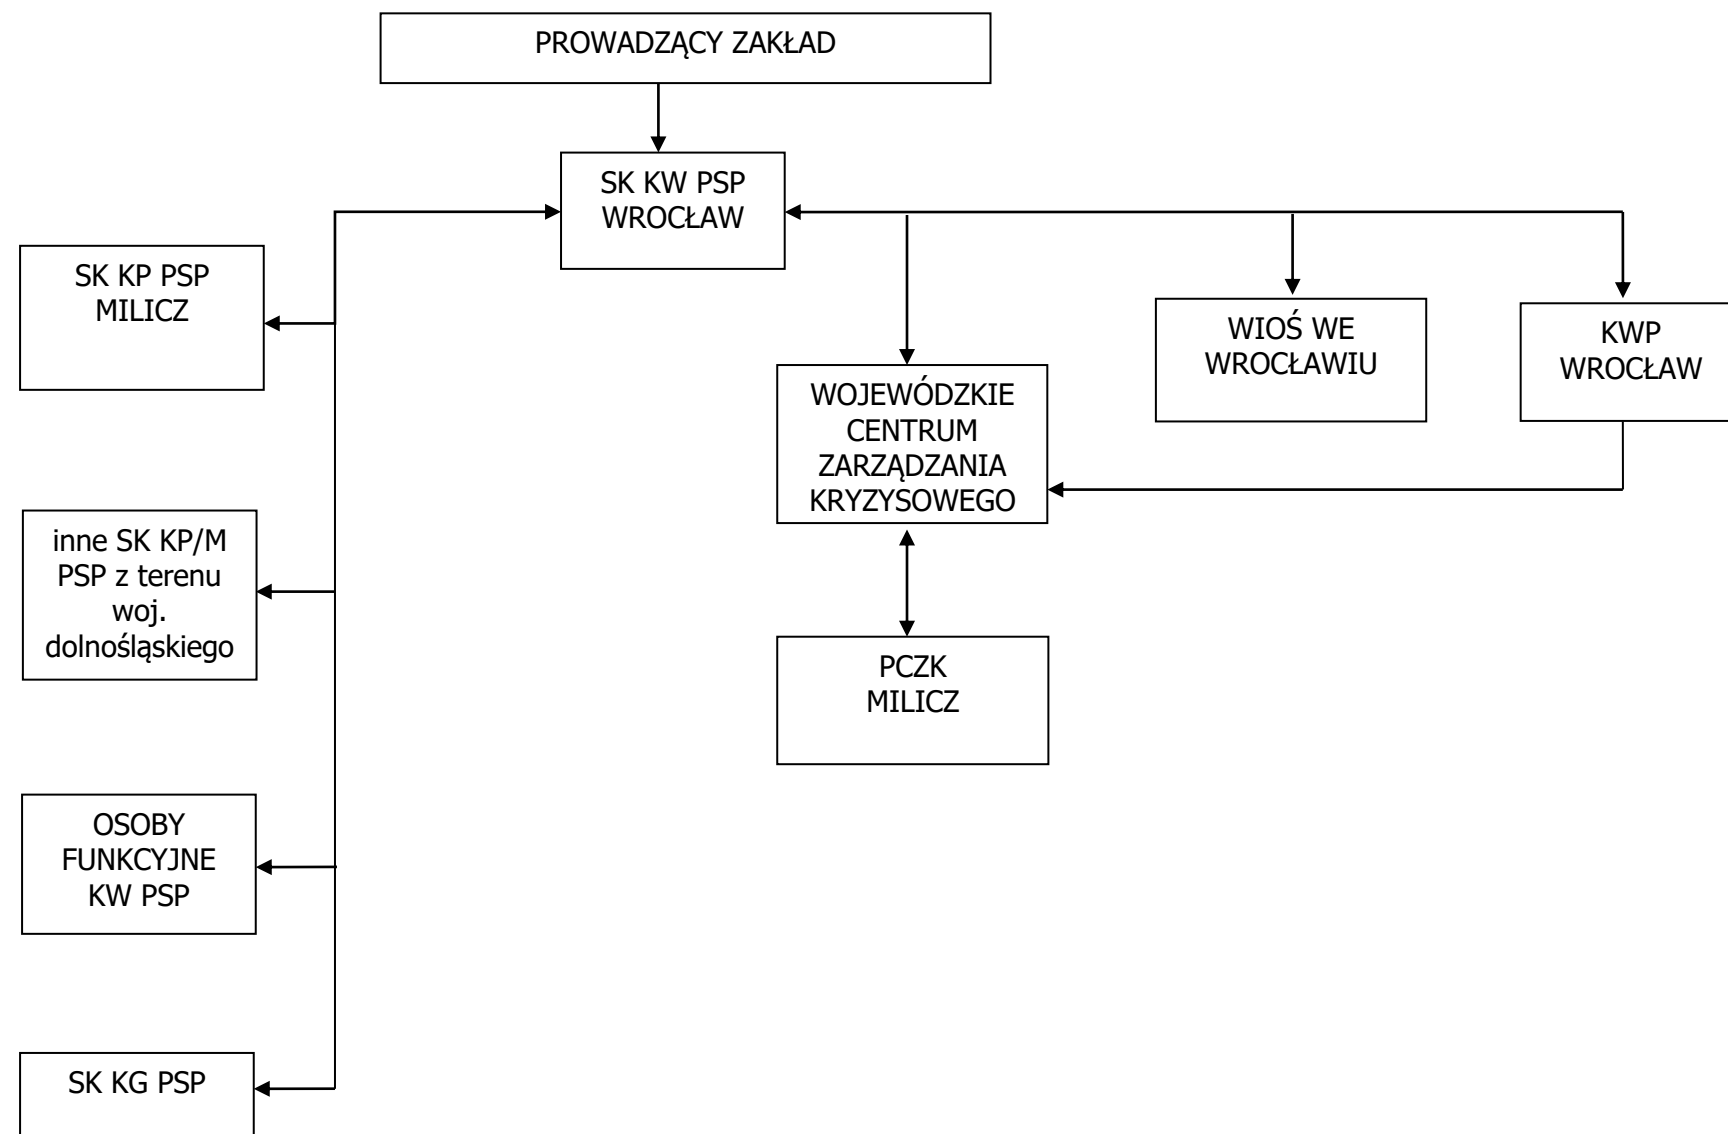 PROWADZĄCY ZAKŁAD
SK KW PSP
WROCŁAW
SK KP PSP
MILICZ
WIOŚ WE
WROCŁAWIU
KWP
WROCŁAW
WOJEWÓDZKIE
CENTRUM
ZARZĄDZANIA
KRYZYSOWEGO
inne SK KP/M
PSP z terenu
woj.
dolnośląskiego
PCZK
MILICZ
OSOBY
FUNKCYJNE
KW PSP
SK KG PSP